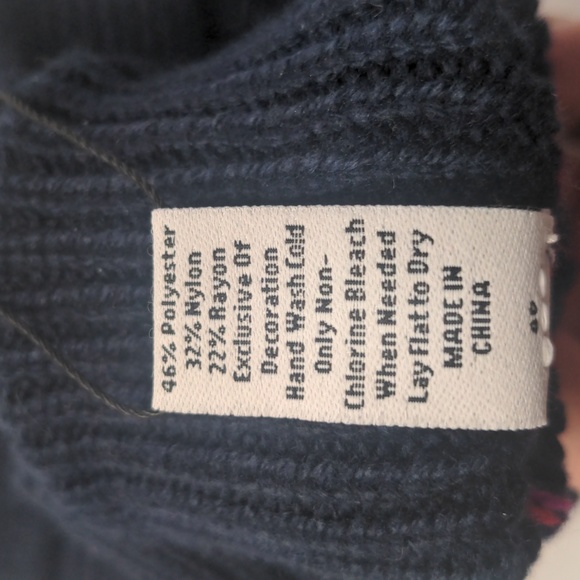 46% Polyester
32% Nylon
22% Rayon
Exclusive Of
Decoration
Hand Wash Cold
Only Non-
Chlorine Bleach
When Needed
Lay Flat to Dry
MADE IN
CHINA